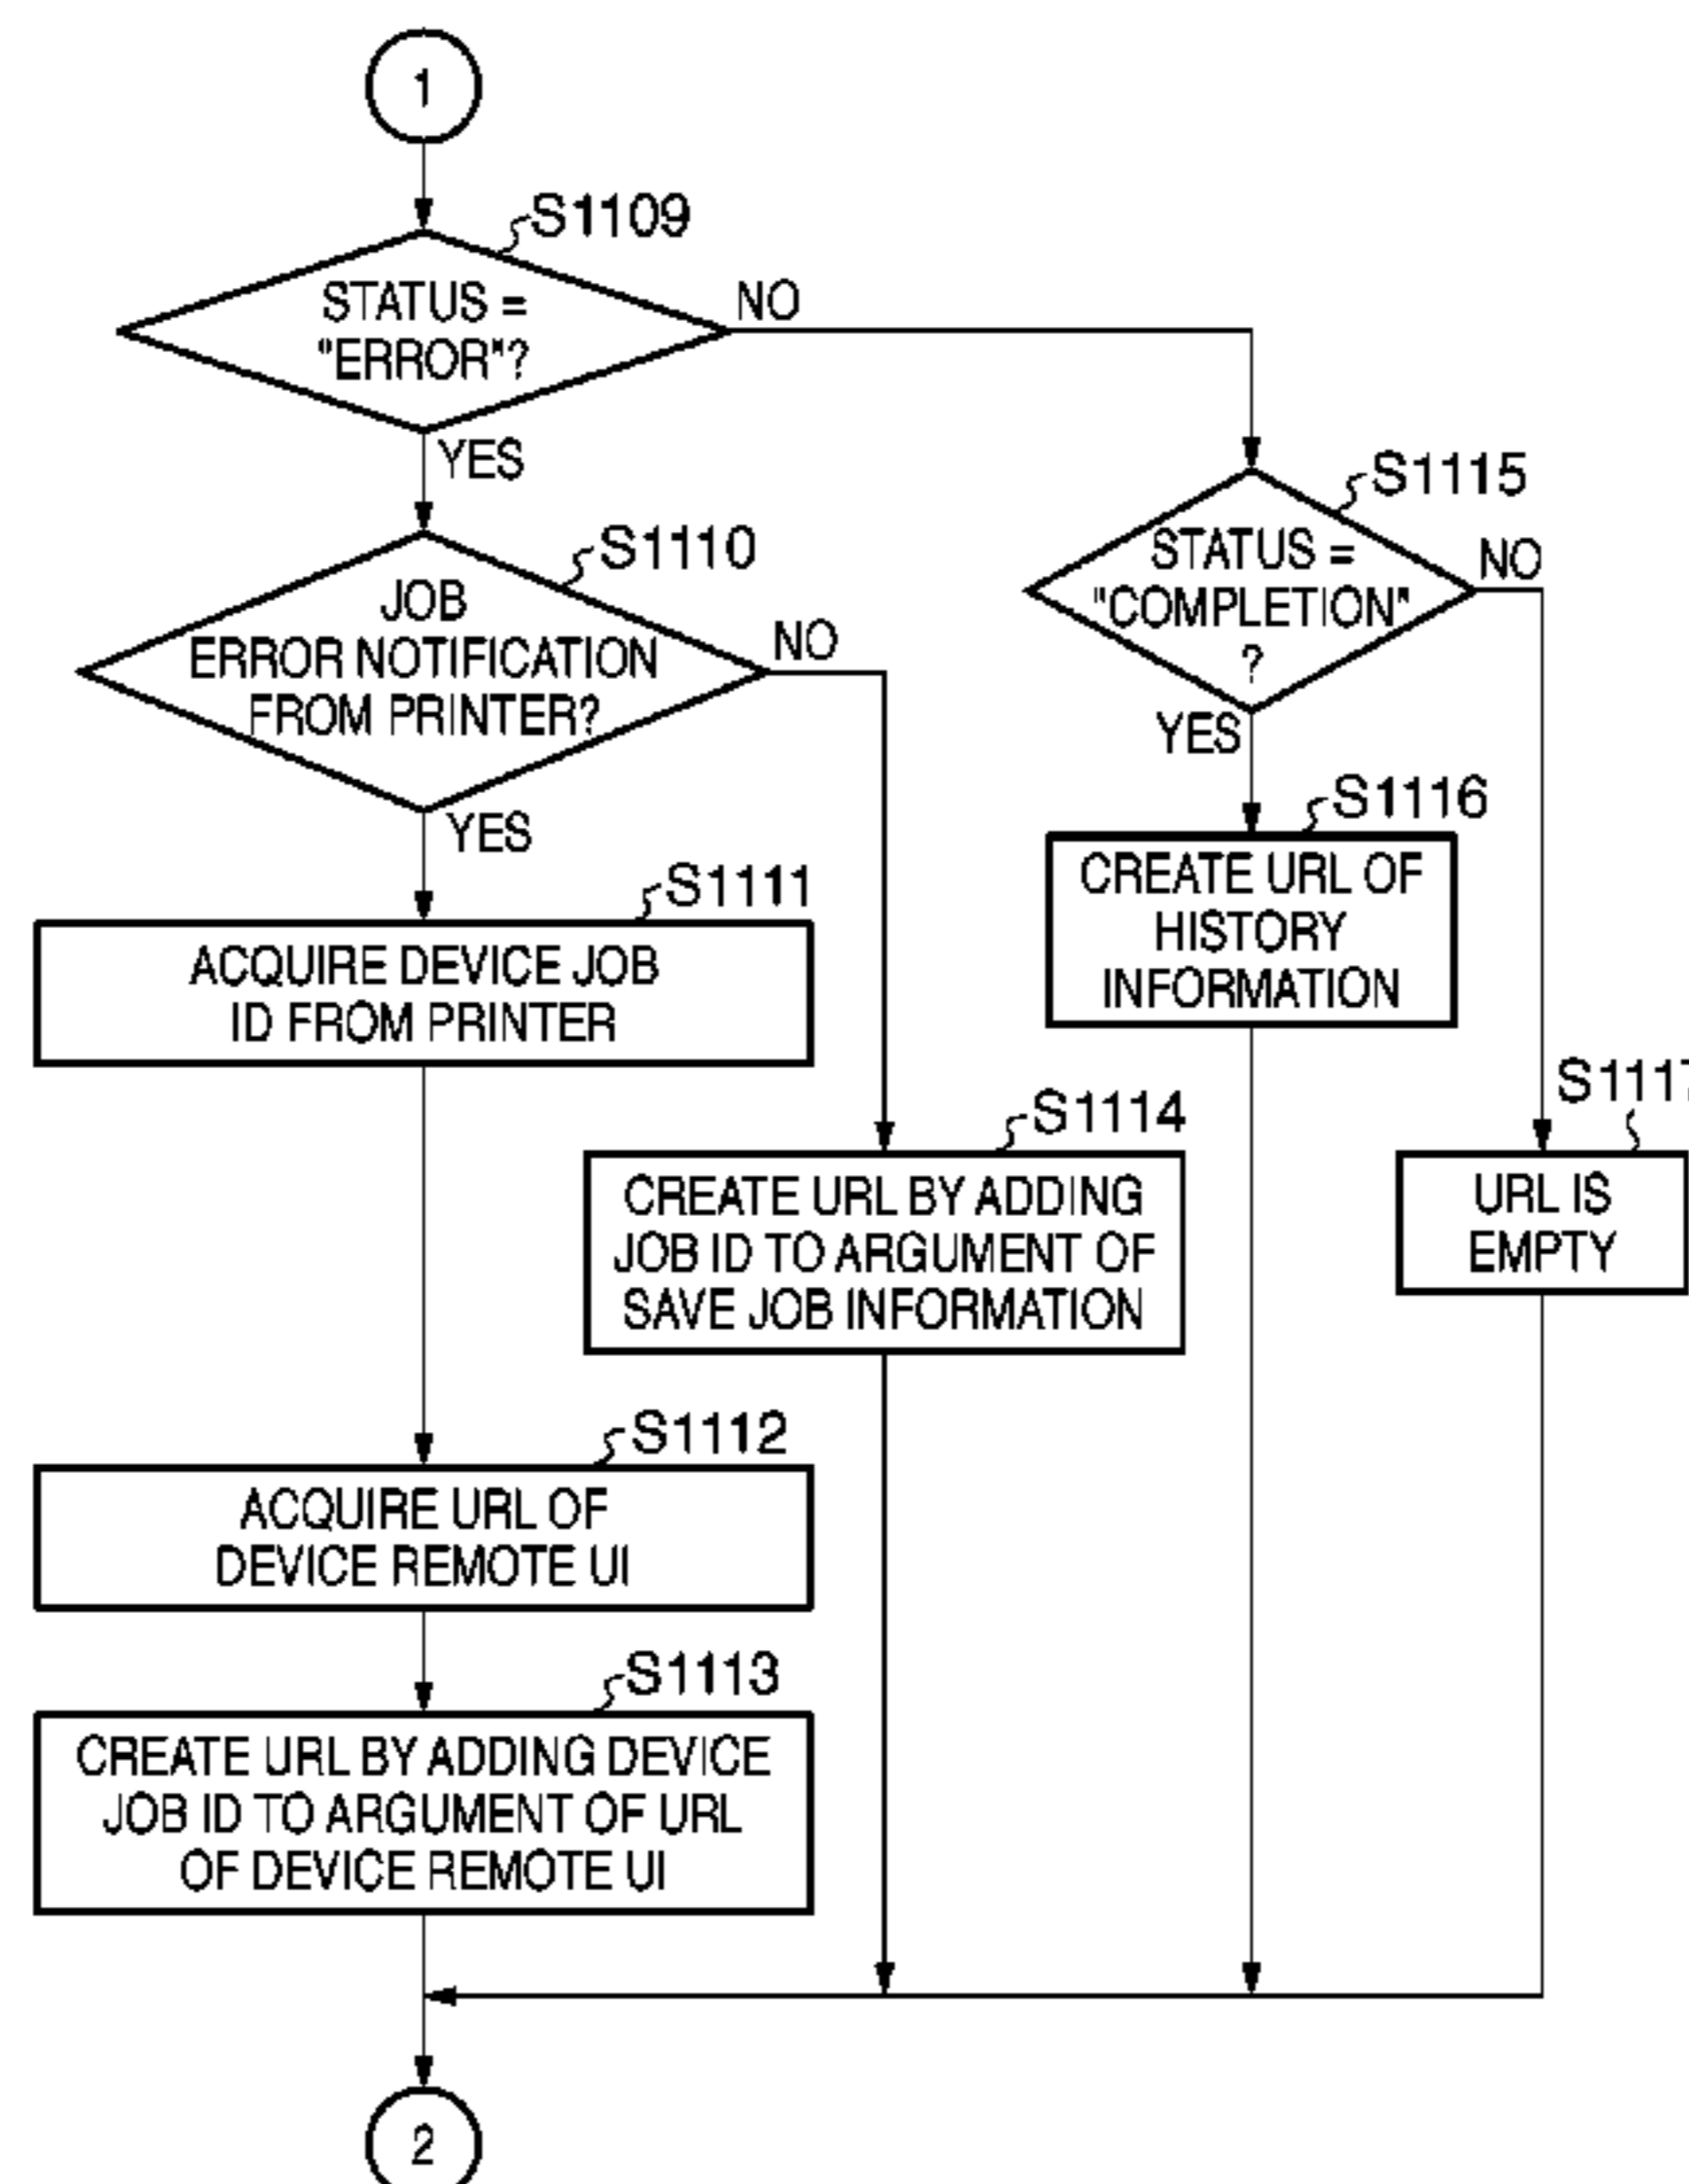 1
S1109
STATUS =
"ERROR"?
NO
YES
S1110
JOB
ERROR NOTIFICATION
FROM PRINTER?
NO
YES
S1115
STATUS =
"COMPLETION"
?
NO
YES
S1111
ACQUIRE DEVICE JOB
ID FROM PRINTER
S1116
CREATE URL OF
HISTORY
INFORMATION
S1114
CREATE URL BY ADDING
JOB ID TO ARGUMENT OF
SAVE JOB INFORMATION
S1117
URL IS
EMPTY
S1112
ACQUIRE URL OF
DEVICE REMOTE UI
S1113
CREATE URL BY ADDING DEVICE
JOB ID TO ARGUMENT OF URL
OF DEVICE REMOTE UI
2